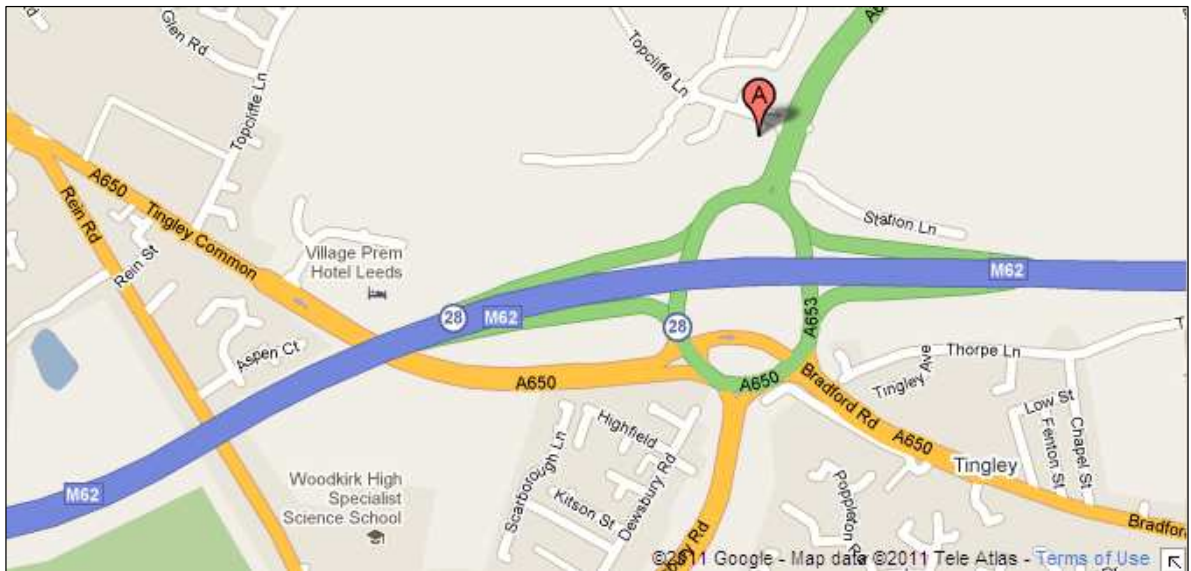 Glen Rd
Topcliffe Ln
Topcliffe Ln
A
A650
Tingley Common
Rein Rd
Rein St
Village Prem
Hotel Leeds
Station Ln
M62
28
M62
28
A653
Aspen Ct
A650
A650
Thorpe Ln
Tingley Ave
Bradford Rd
A650
Low St
Fenton St
Chapel St
Tingley
Highfield
Scarborough Ln
Kitson St
Dewsbury Rd
Woodkirk High
Specialist
Science School
M62
Poppleton
Bradford
©2011 Google - Map data ©2011 Tele Atlas - Terms of Use